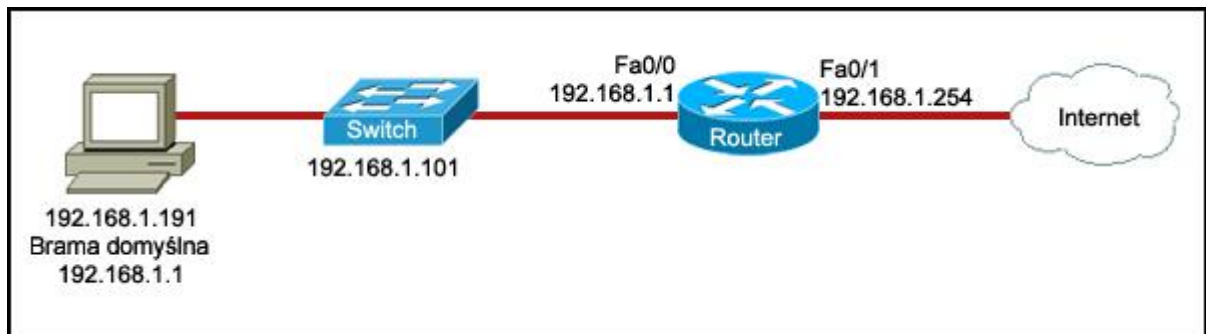 192.168.1.191
Brama domyślna
192.168.1.1
Switch
192.168.1.101
Fa0/0
192.168.1.1
Router
Fa0/1
192.168.1.254
Internet